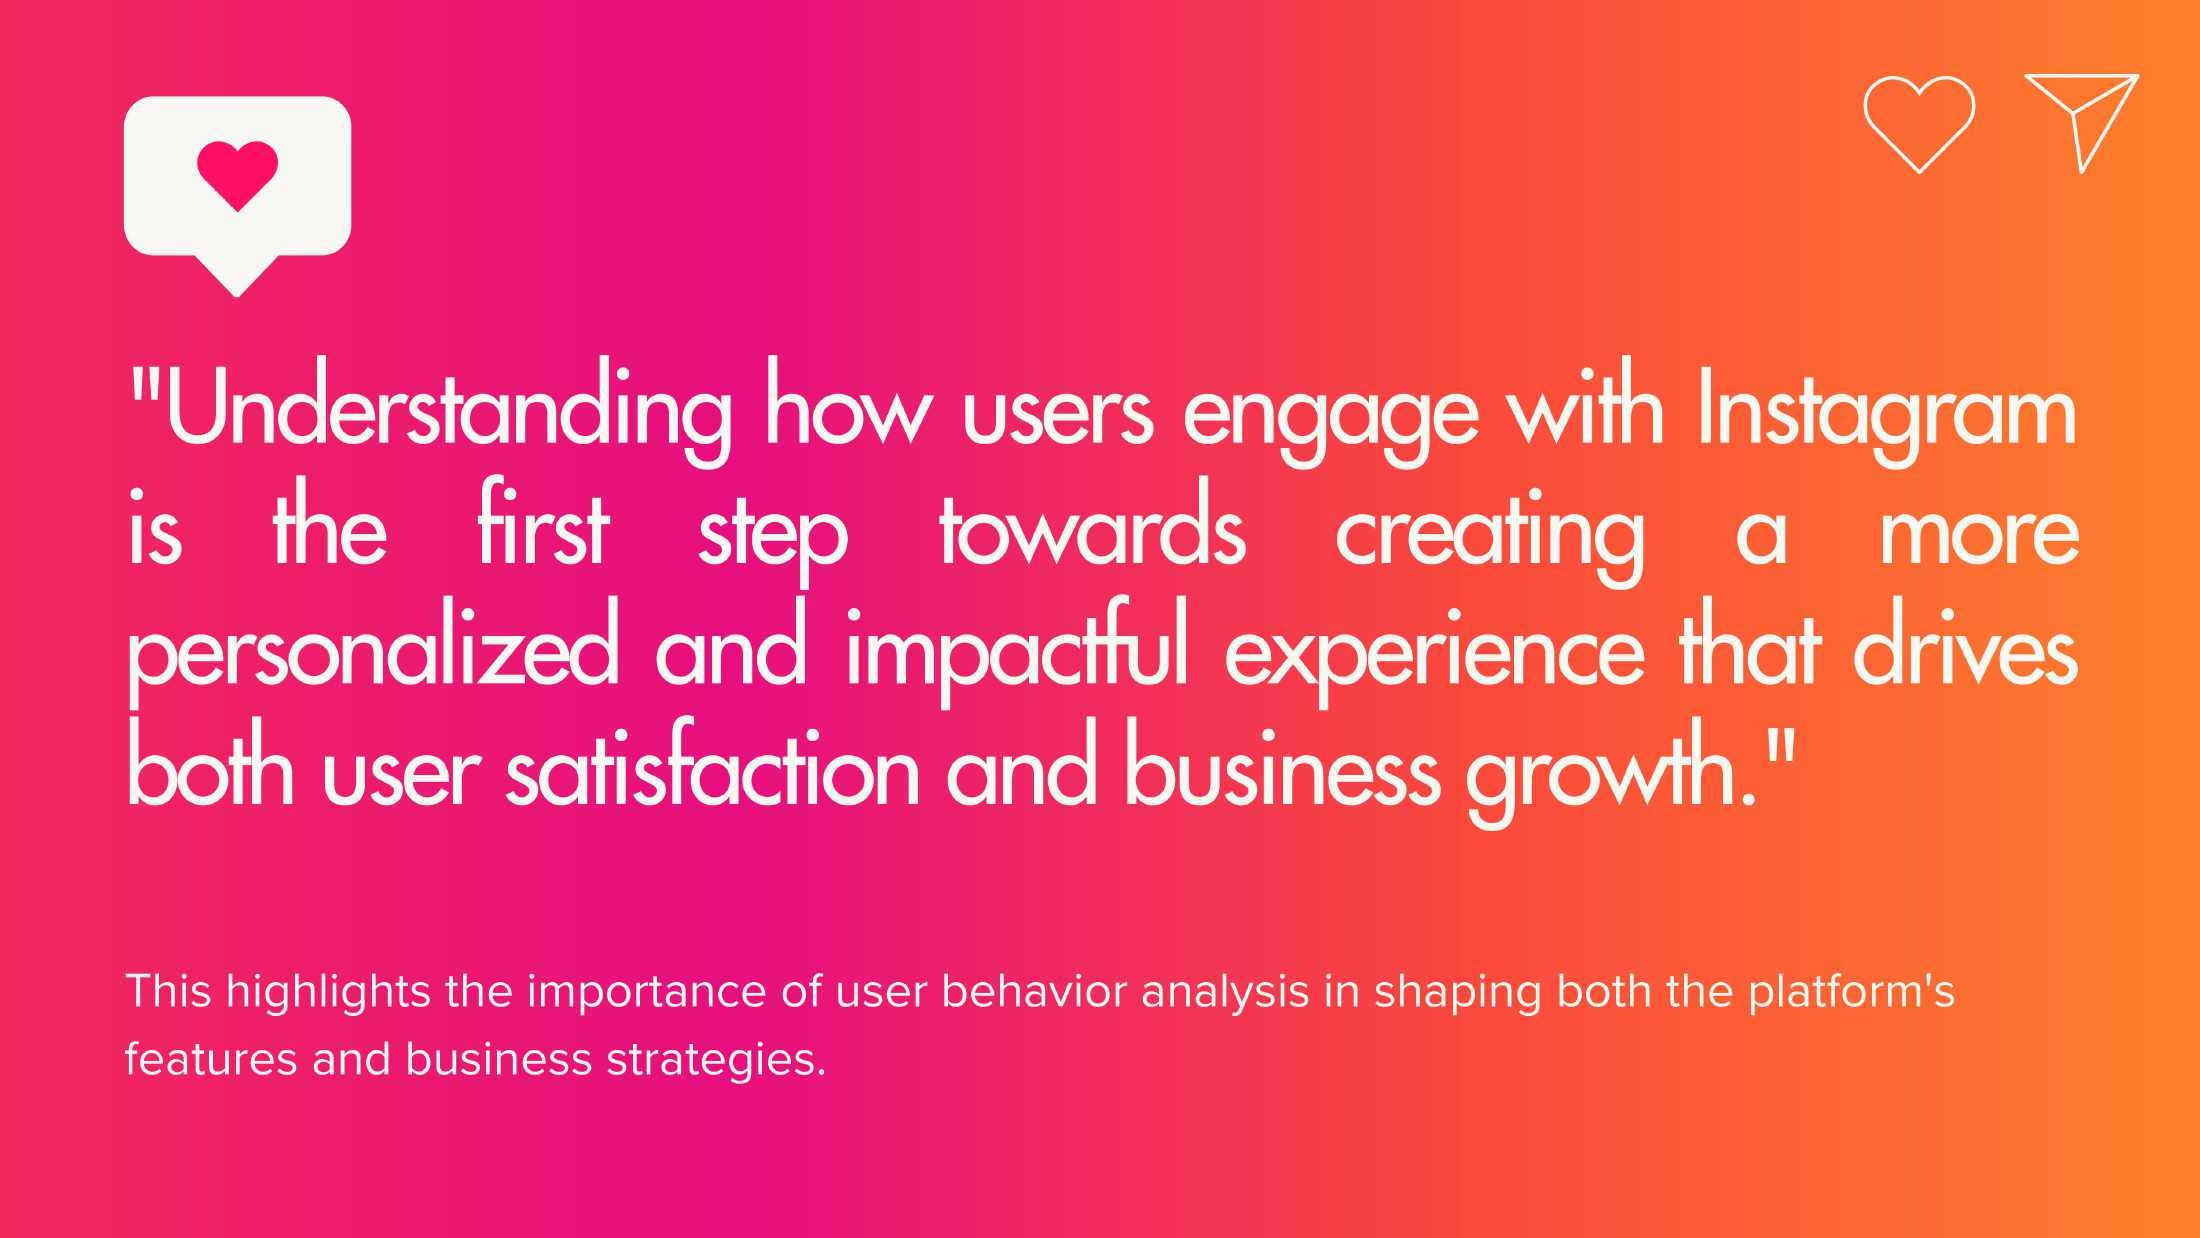 "Understanding how users engage with Instagram
is the first step towards creating a more
personalized and impactful experience that drives
both user satisfaction and business growth."
This highlights the importance of user behavior analysis in shaping both the platform's
features and business strategies.